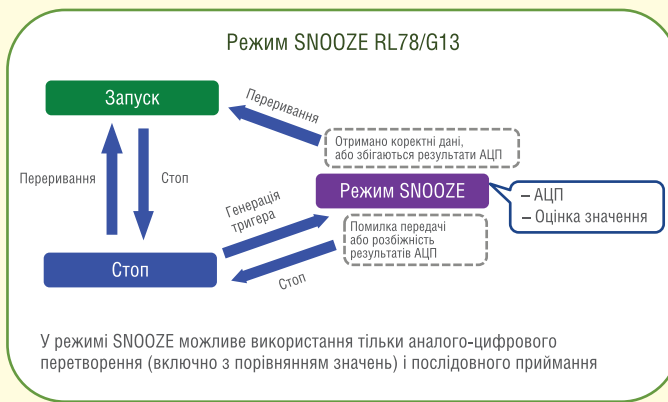 Режим SNOOZE RL78/G13
Запуск
Переривання
Отримано коректні дані,
або збігаються результати АЦП
Переривання
Стоп
Режим SNOOZE
– АЦП
– Оцінка значення
Генерація
тригера
Помилка передачі
або розбіжність
результатів АЦП
Стоп
Стоп
У режимі SNOOZE можливе використання тільки аналого-цифрового
перетворення (включно з порівнянням значень) і послідовного приймання